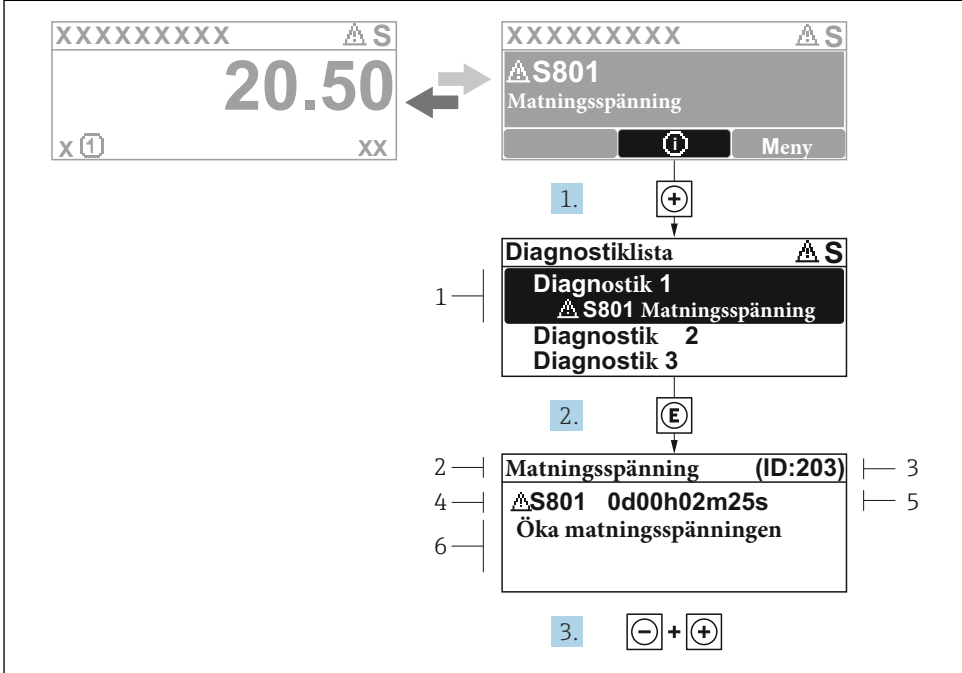 XXXXXXXXX ⚠ S
20.50
x ① xx
XXXXXXXXX ⚠ S
⚠S801
Matningsspänning
ⓘ Meny
1. +
Diagnostiklista ⚠ S
1
Diagnostik 1
⚠ S801 Matningsspänning
Diagnostik 2
Diagnostik 3
2. E
2 Matningsspänning (ID:203) 3
4 ⚠S801 0d00h02m25s 5
6 Öka matningsspänningen
3. − + +